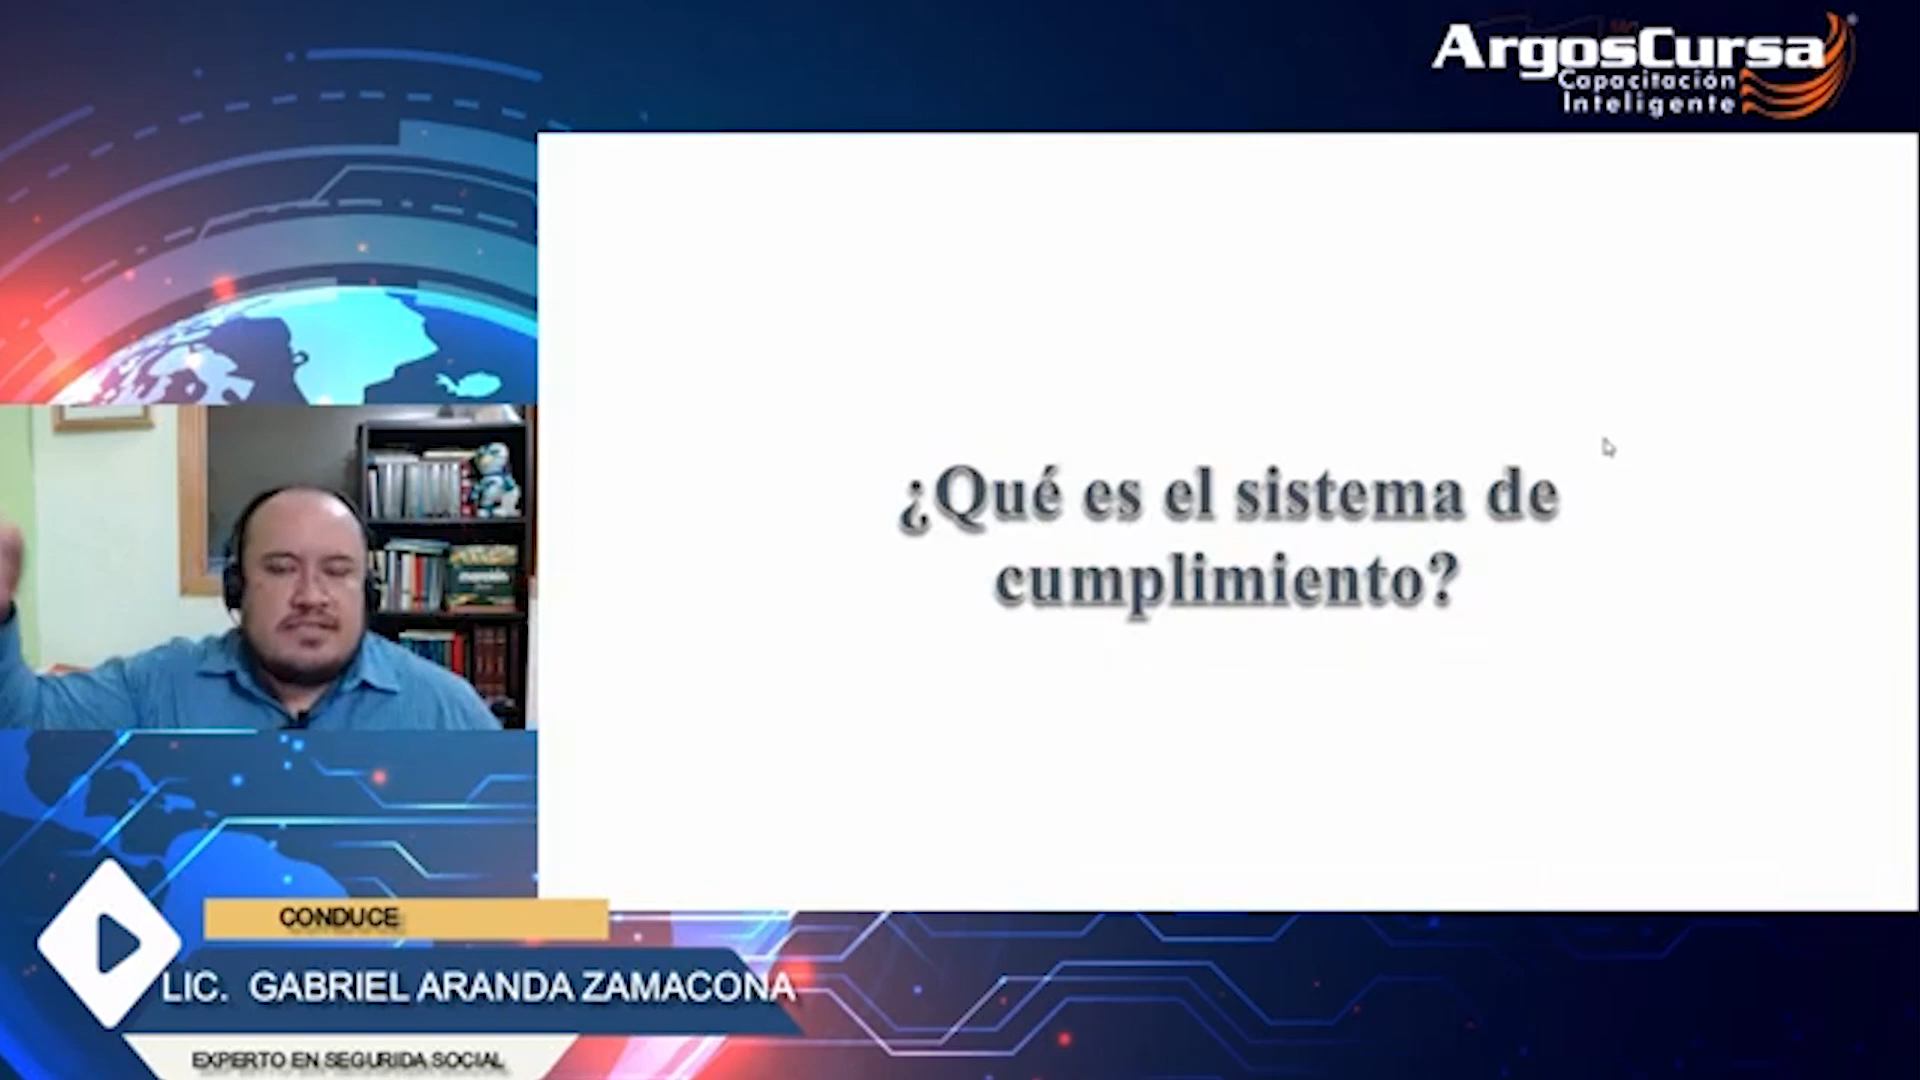 ArgosCursa
Capacitación
Inteligente
¿Qué es el sistema de
cumplimiento?
CONDUCE
LIC. GABRIEL ARANDA ZAMACONA
EXPERTO EN SEGURIDA SOCIAL